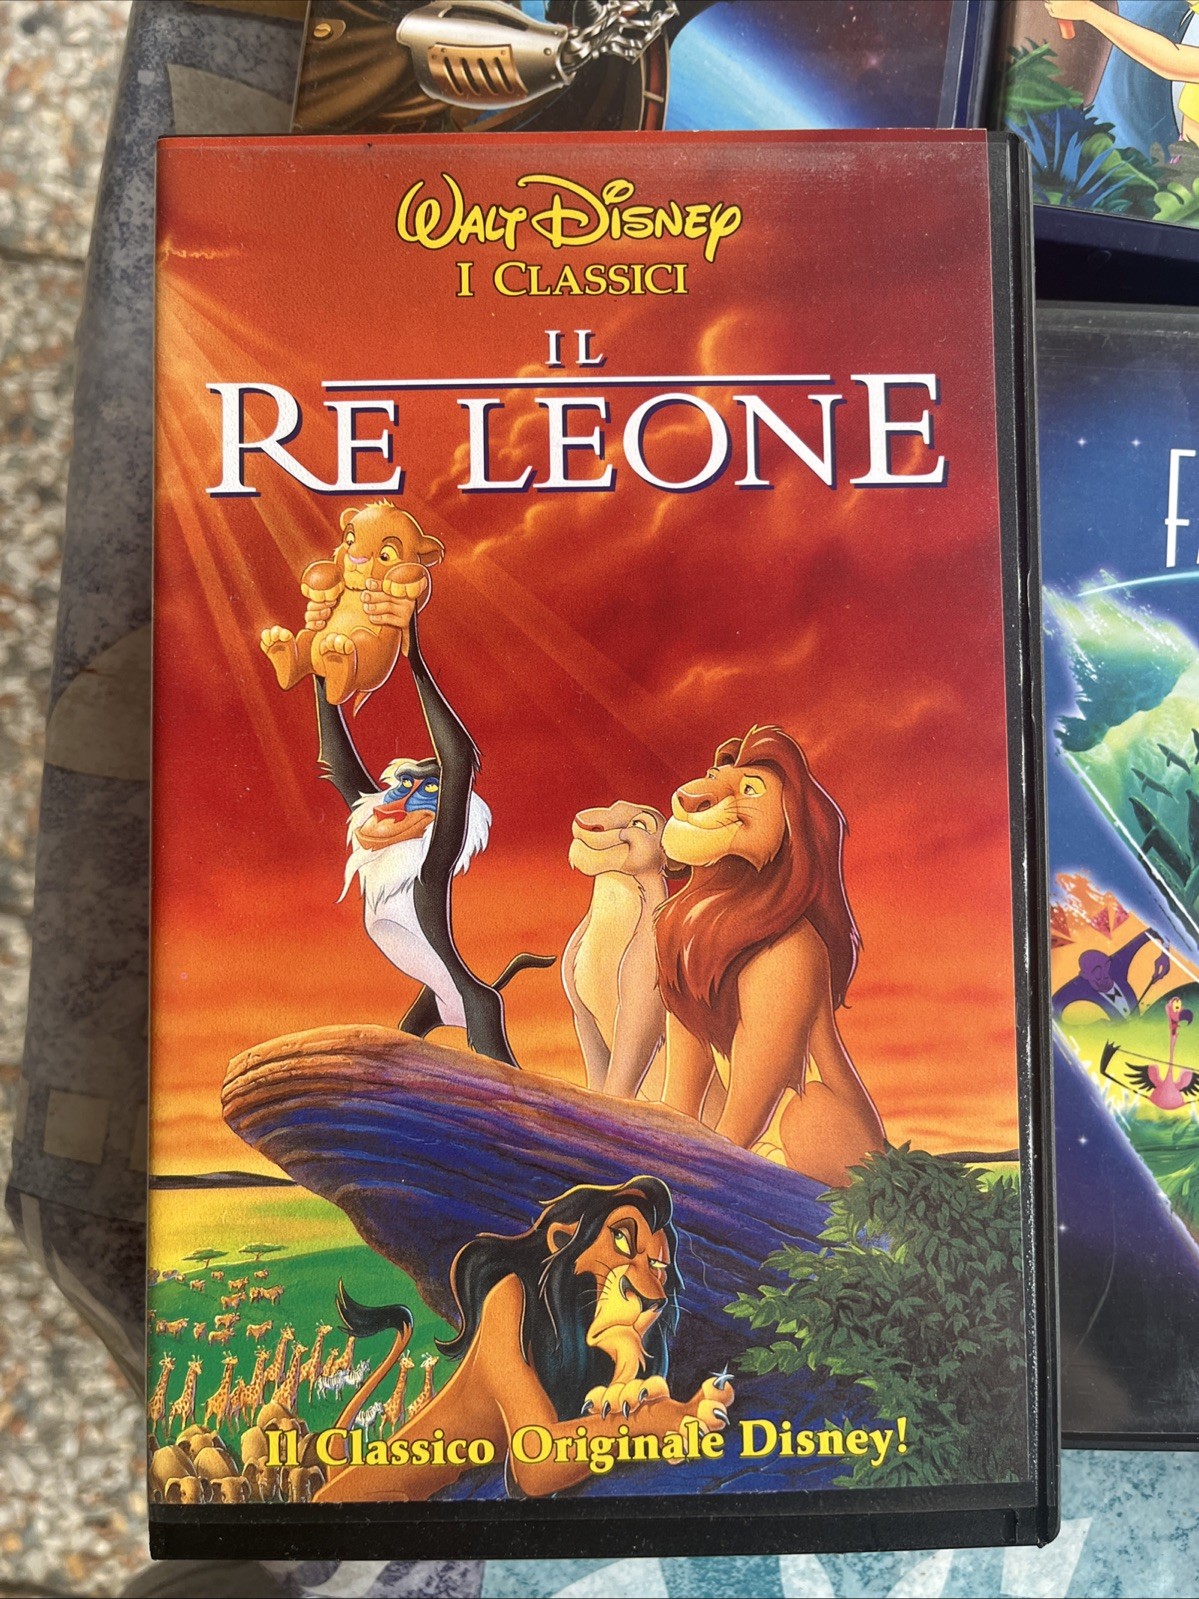 WALT DISNEY
I CLASSICI
IL
RE LEONE
Il Classico Originale Disney!